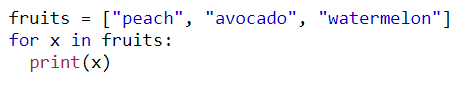 fruits = ["peach", "avocado", "watermelon"]
for x in fruits:
  print(x)